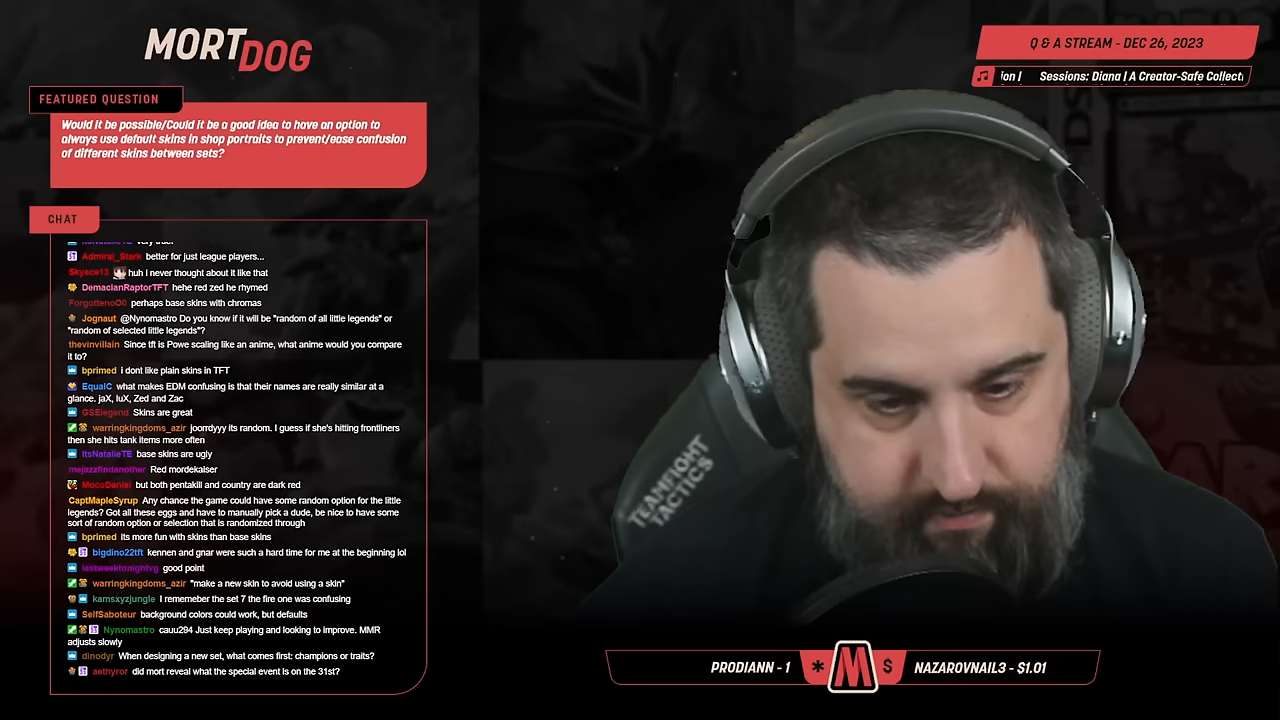 MORTDOG
Q & A STREAM - DEC 26, 2023
ion | Sessions: Diana | A Creator-Safe Collecti
FEATURED QUESTION
Would it be possible/Could it be a good idea to have an option to
always use default skins in shop portraits to prevent/ease confusion
of different skins between sets?
CHAT
ItsNatalieTE very true!
Admiral_Stark better for just league players...
Skyace13 huh I never thought about it like that
DemacianRaptorTFT hehe red zed he rhymed
ForgottenO0 perhaps base skins with chromas
Jognaut @Nynomastro Do you know if it will be "random of all little legends" or
"random of selected little legends"?
thevinvillain Since tft is Powe scaling like an anime, what anime would you compare
it to?
bprimed i dont like plain skins in TFT
EqualC what makes EDM confusing is that their names are really similar at a
glance. jaX, luX, Zed and Zac
GSElegend Skins are great
warringkingdoms_azir joorrdyyy its random. I guess if she's hitting frontliners
then she hits tank items more often
ItsNatalieTE base skins are ugly
mejazzfindanother Red mordekaiser
MocoDeniel but both pentakill and country are dark red
CaptMapleSyrup Any chance the game could have some random option for the little
legends? Got all these eggs and have to manually pick a dude, be nice to have some
sort of random option or selection that is randomized through
bprimed its more fun with skins than base skins
bigdino22tft kennen and gnar were such a hard time for me at the beginning lol
lastweektonightvg good point
warringkingdoms_azir "make a new skin to avoid using a skin"
kamsxyzjungle I rememeber the set 7 the fire one was confusing
SelfSaboteur background colors could work, but defaults
Nynomastro cauu294 Just keep playing and looking to improve. MMR
adjusts slowly
dinodyr When designing a new set, what comes first: champions or traits?
aethyror did mort reveal what the special event is on the 31st?
TEAMFIGHT
TACTICS
PRODIANN - 1 * M $ NAZAROVNAIL3 - $1.01